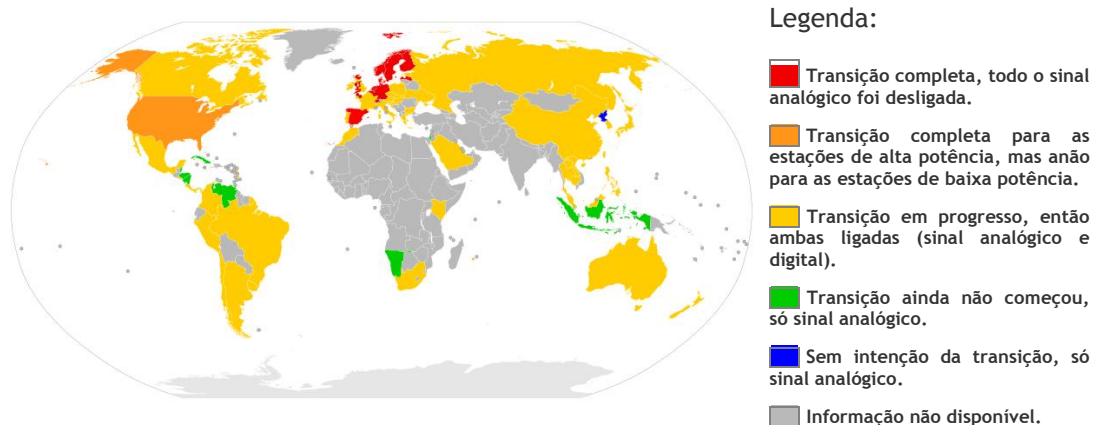 Legenda:
Transição completa, todo o sinal
analógico foi desligada.
Transição completa para as
estações de alta potência, mas anão
para as estações de baixa potência.
Transição em progresso, então
ambas ligadas (sinal analógico e
digital).
Transição ainda não começou,
só sinal analógico.
Sem intenção da transição, só
sinal analógico.
Informação não disponível.